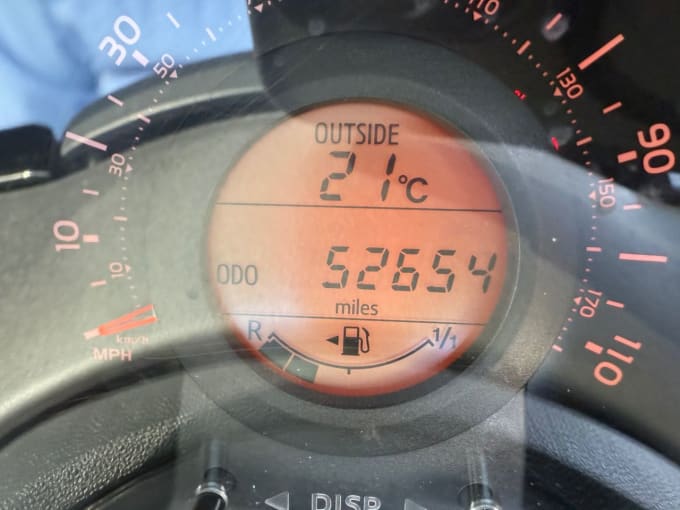 OUTSIDE
21°C
ODO 52654
miles
R 1/1
30
50
30
10
10
km/h
MPH
110
130
90
150
170
110
DISP